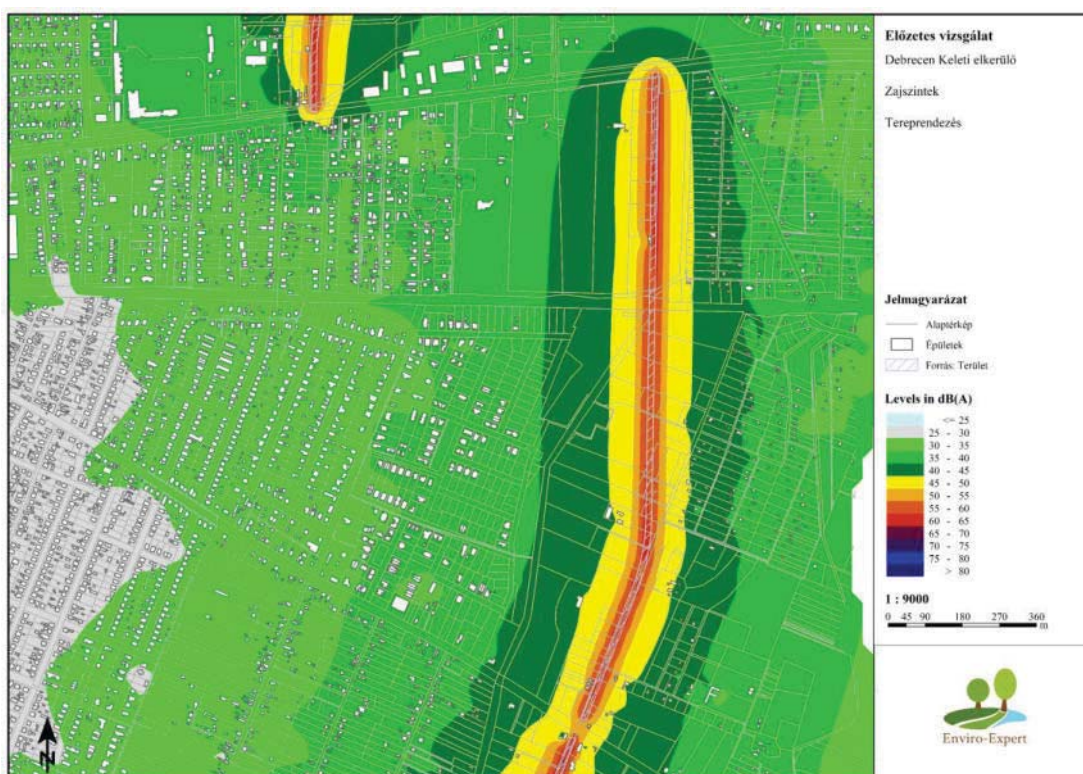 Előzetes vizsgálat
Debrecen Keleti elkerülő
Zajszintek
Tereprendezés
Jelmagyarázat
Alaptérkép
Épületek
Forrás: Terület
Levels in dB(A)
<= 25
25 - 30
30 - 35
35 - 40
40 - 45
45 - 50
50 - 55
55 - 60
60 - 65
65 - 70
70 - 75
75 - 80
> 80
1 : 9000
0 45 90 180 270 360
m
Enviro-Expert
N